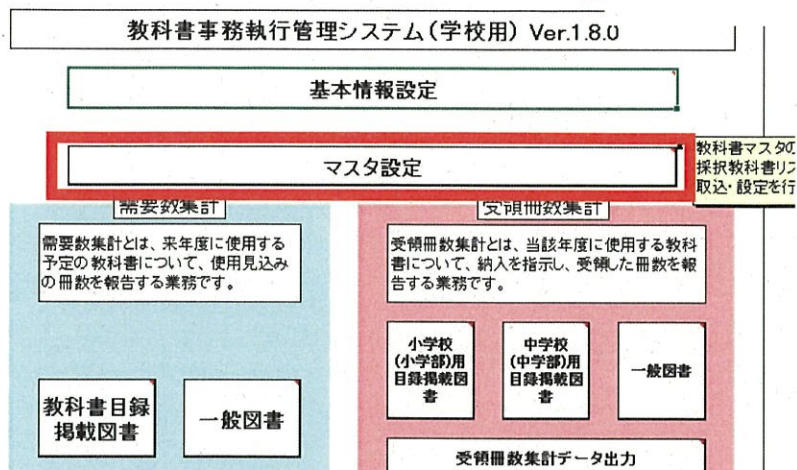 教科書事務執行管理システム(学校用) Ver.1.8.0
基本情報設定
マスタ設定
教科書マスタの
採択教科書リス
取込・設定を行
需要数集計
需要数集計とは、来年度に使用する
予定の教科書について、使用見込み
の冊数を報告する業務です。
教科書目録
掲載図書
一般図書
受領冊数集計
受領冊数集計とは、当該年度に使用する教科
書について、納入を指示し、受領した冊数を報
告する業務です。
小学校
(小学部)用
目録掲載図
書
中学校
(中学部)用
目録掲載図
書
一般図書
受領冊数集計データ出力